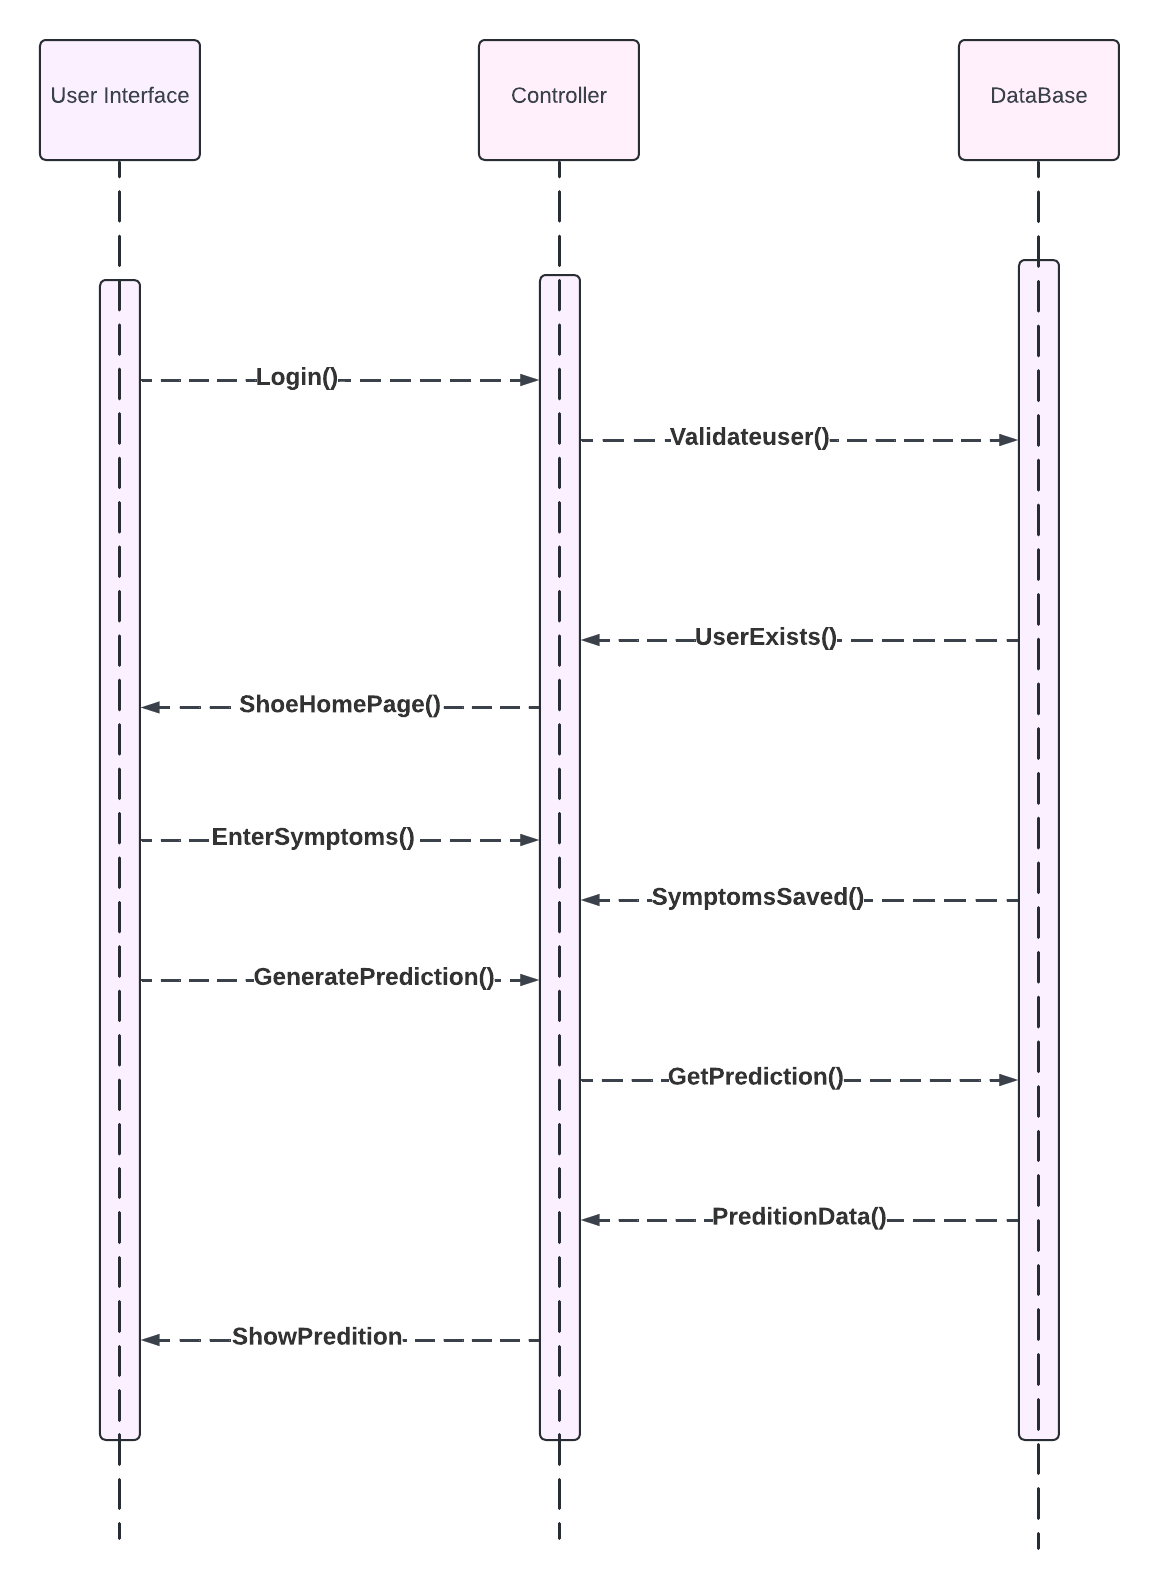 User Interface
Controller
DataBase
Login()
Validateuser()
UserExists()
ShoeHomePage()
EnterSymptoms()
SymptomsSaved()
GeneratePrediction()
GetPrediction()
PreditionData()
ShowPredition